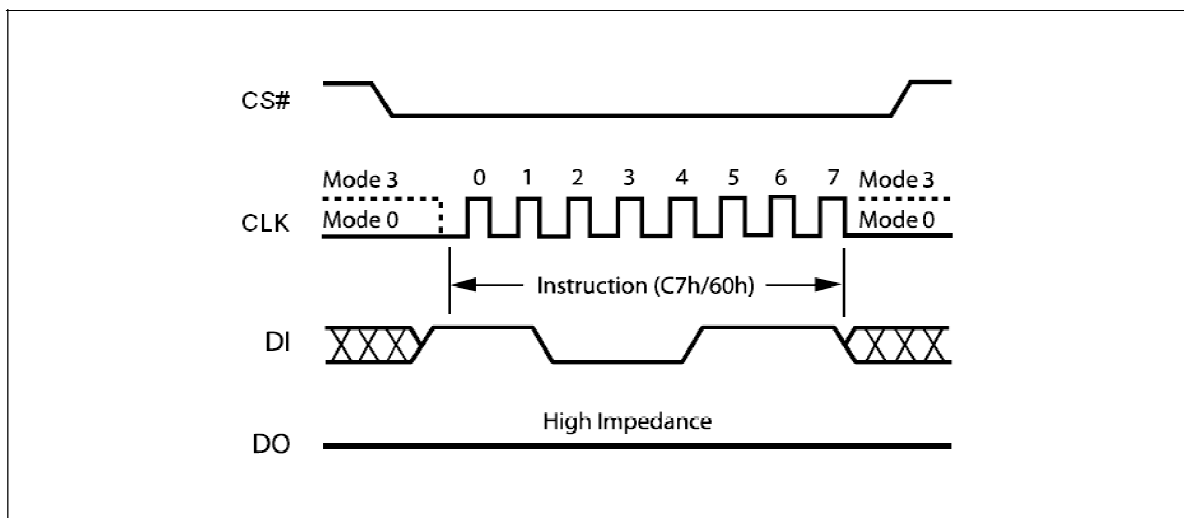 CS#
Mode 3 0 1 2 3 4 5 6 7 Mode 3
CLK Mode 0 Mode 0
Instruction (C7h/60h)
DI
High Impedance
DO